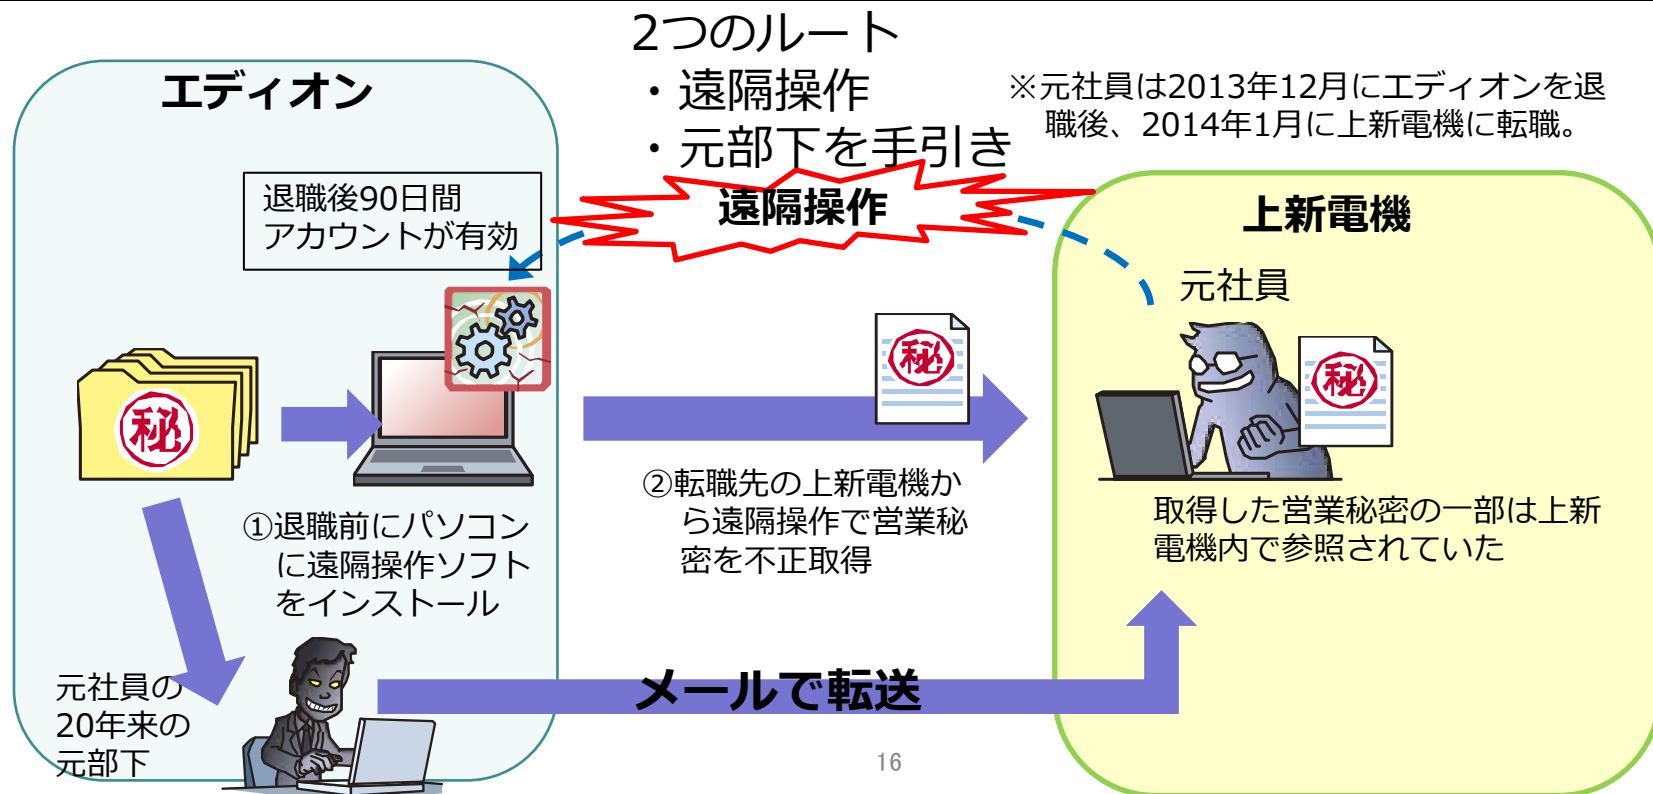 2つのルート
・遠隔操作
・元部下を手引き
※元社員は2013年12月にエディオンを退
職後、2014年1月に上新電機に転職。
エディオン
退職後90日間
アカウントが有効
遠隔操作
上新電機
元社員
秘
秘
秘
①退職前にパソコン
に遠隔操作ソフト
をインストール
②転職先の上新電機か
ら遠隔操作で営業秘
密を不正取得
取得した営業秘密の一部は上新
電機内で参照されていた
元社員の
20年来の
元部下
メールで転送
16